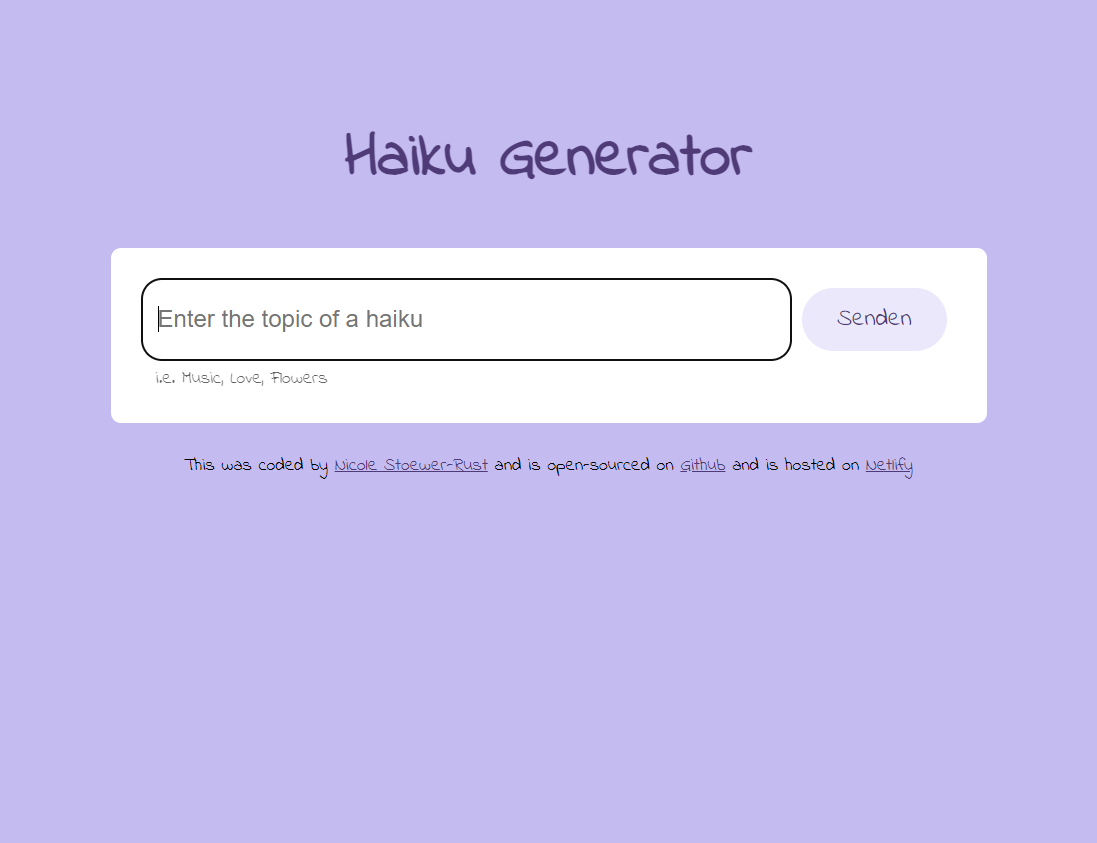 Haiku Generator
Enter the topic of a haiku
Senden
i.e. Music, Love, Flowers
This was coded by Nicole Stoewer-Rust and is open-sourced on Github and is hosted on Netlify